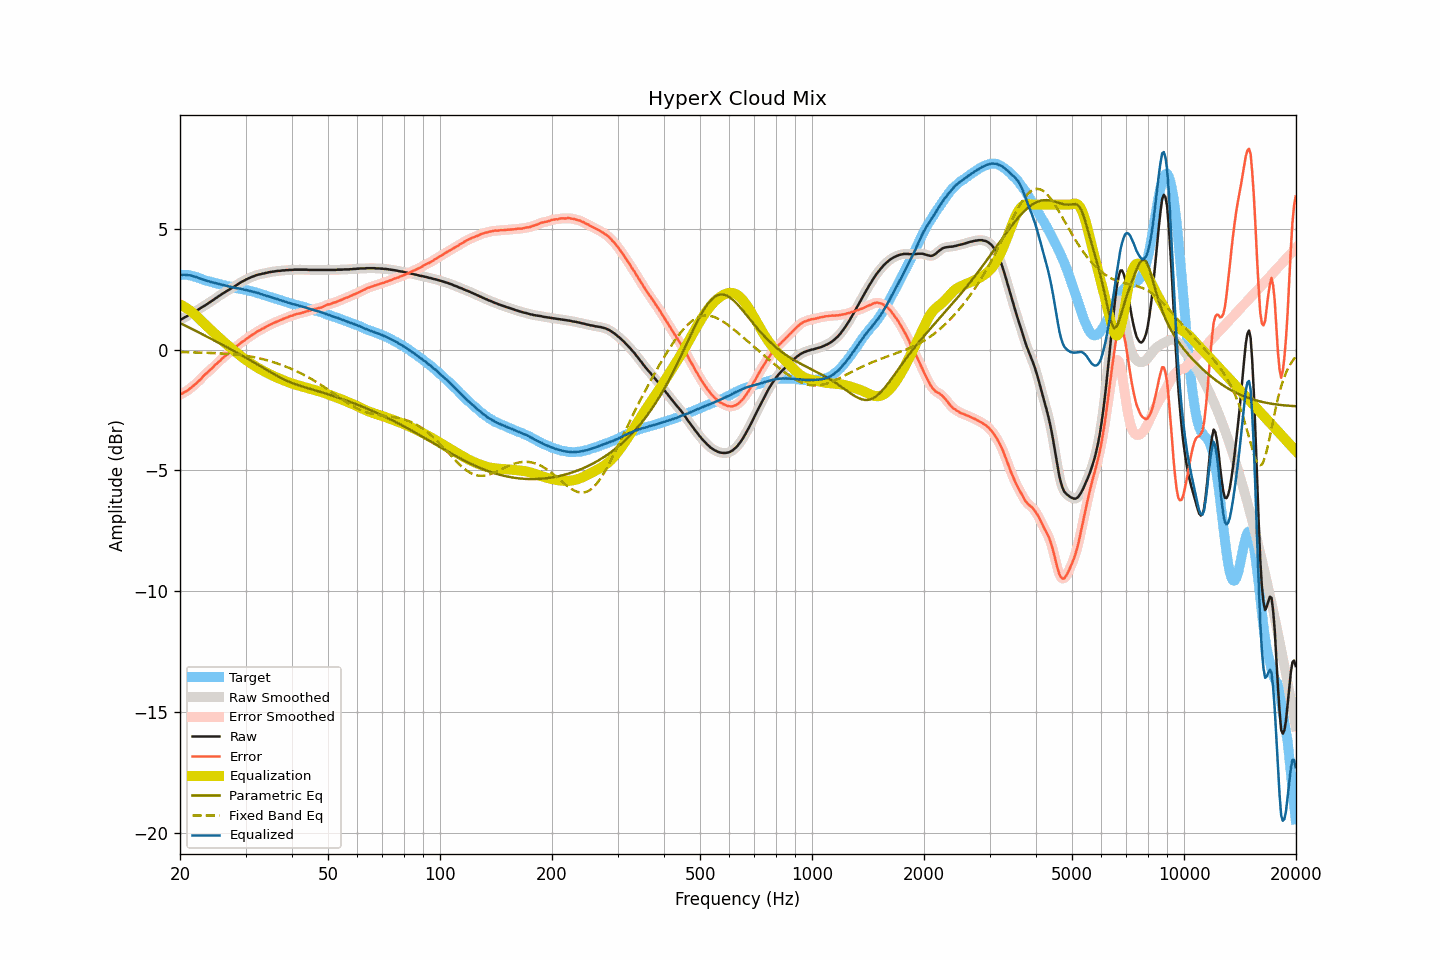 HyperX Cloud Mix
Amplitude (dBr)
5
0
−5
−10
−15
−20
Target
Raw Smoothed
Error Smoothed
Raw
Error
Equalization
Parametric Eq
Fixed Band Eq
Equalized
20 50 100 200 500 1000 2000 5000 10000 20000
Frequency (Hz)